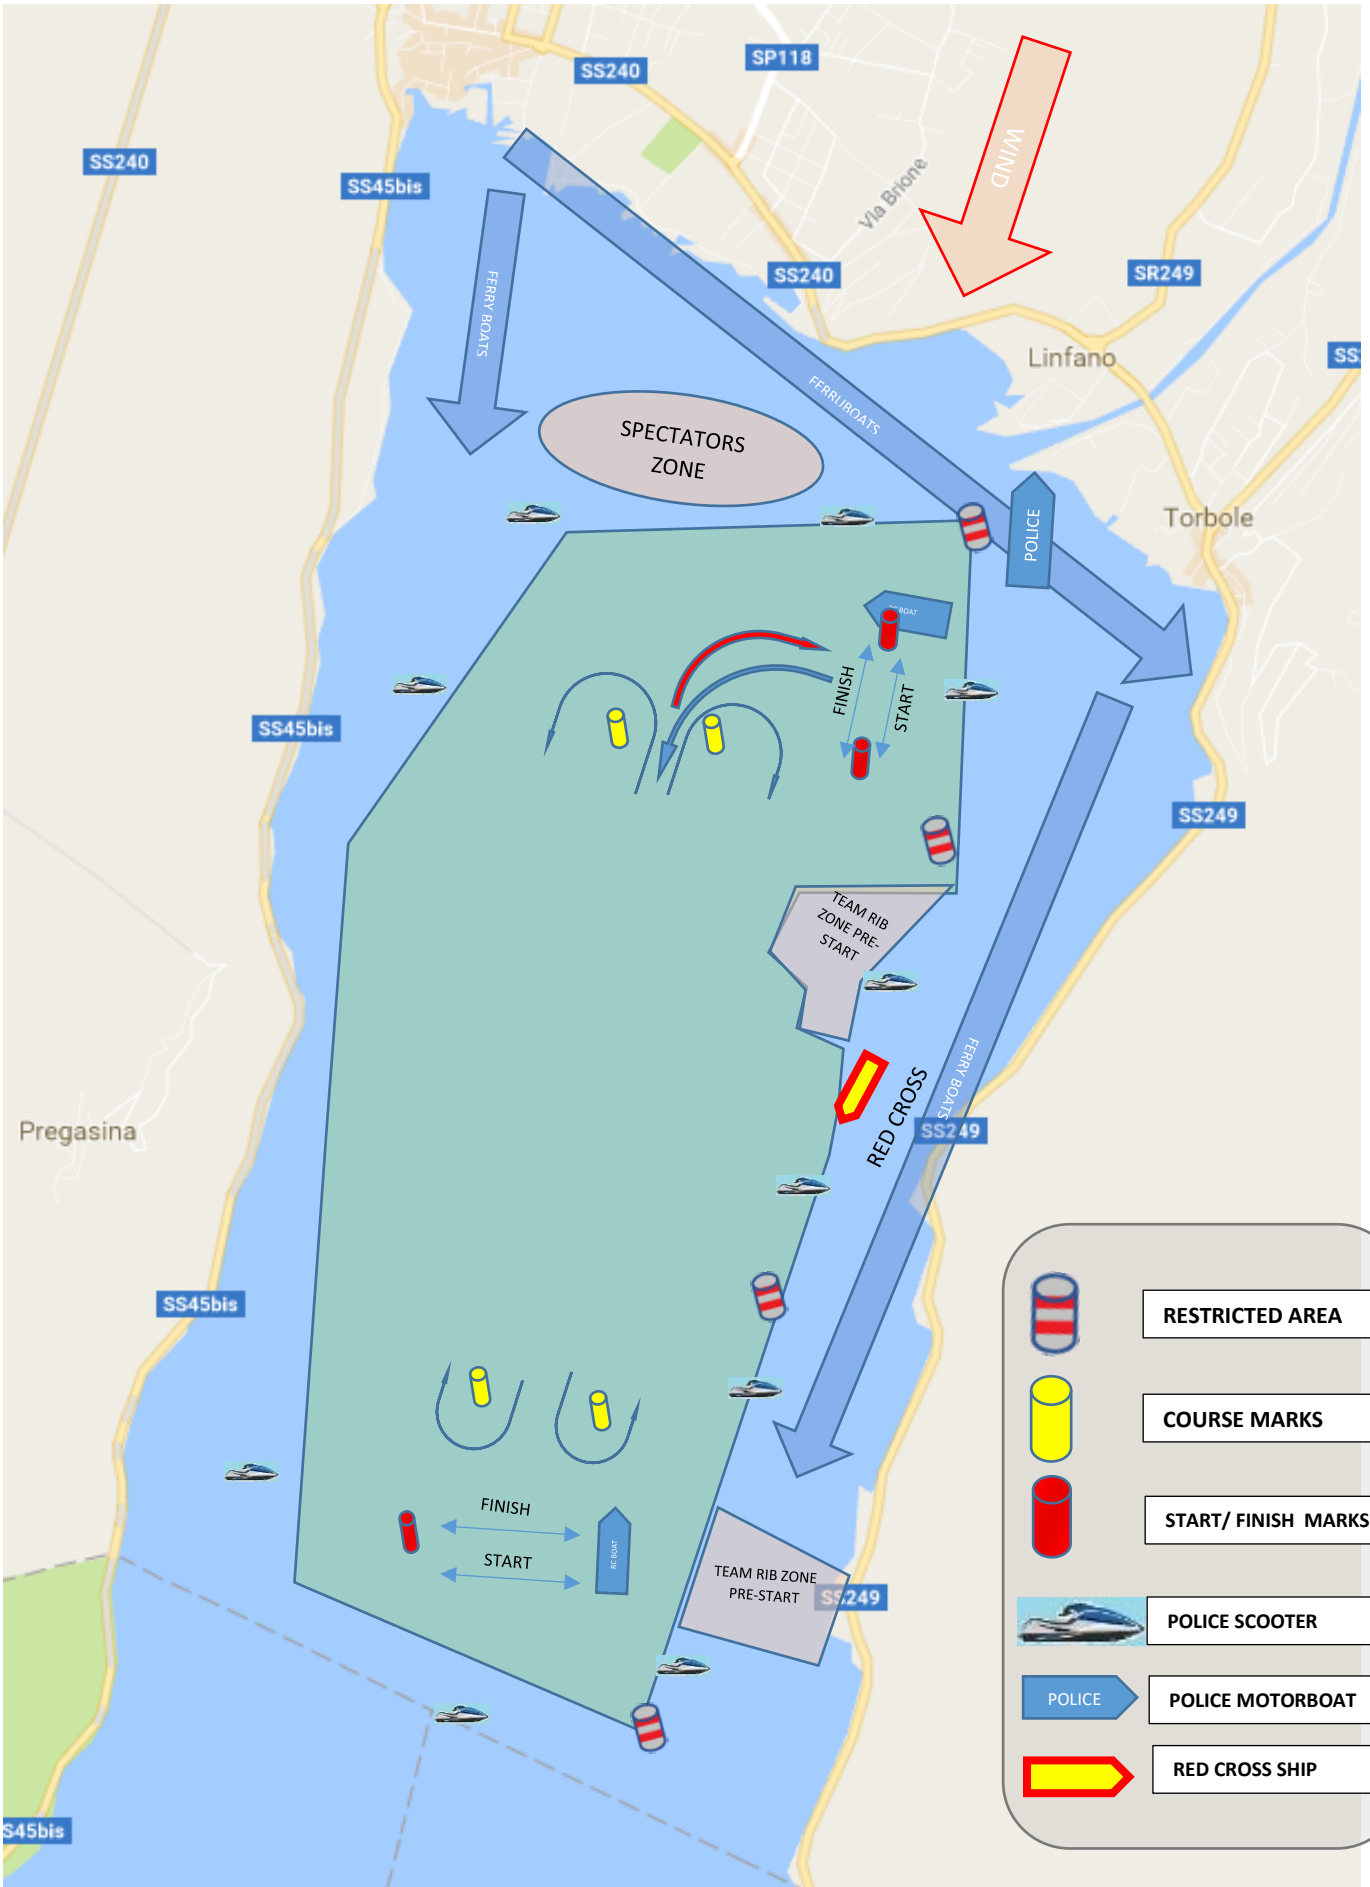 SP118
SS240
SS240
SS45bis
WIND
Via Brione
SS240
SR249
FERRY BOATS
Linfano
SS
FERRUBOATS
SPECTATORS
ZONE
POLICE
Torbole
RC BOAT
FINISH
START
SS45bis
SS249
TEAM RIB
ZONE PRE-
START
FERRY BOATS
RED CROSS
Pregasina
SS249
SS45bis
RESTRICTED AREA
COURSE MARKS
FINISH
START
RC BOAT
START/ FINISH MARKS
TEAM RIB ZONE
PRE-START
SS249
POLICE SCOOTER
POLICE
POLICE MOTORBOAT
RED CROSS SHIP
S45bis